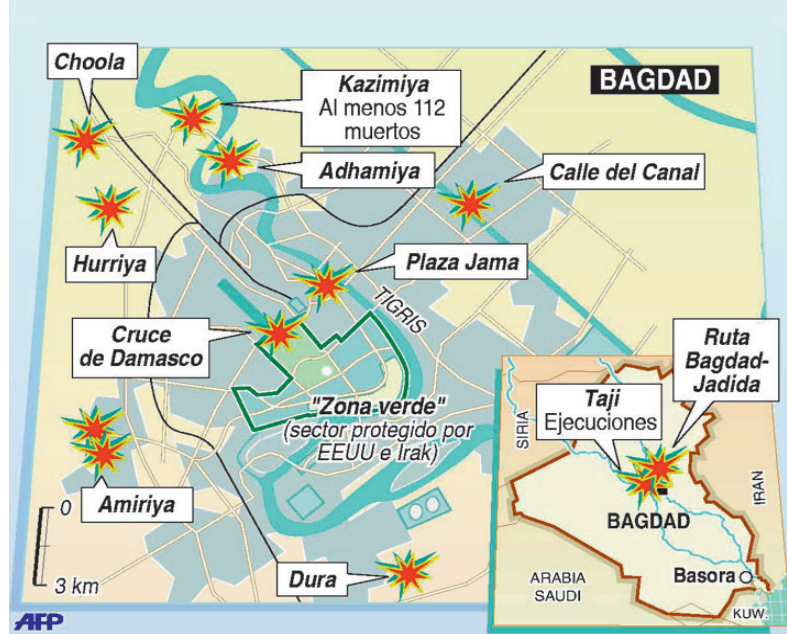 Choola
Kazimiya
Al menos 112
muertos
BAGDAD
Adhamiya
Calle del Canal
Hurriya
Plaza Jama
TIGRIS
Cruce
de Damasco
"Zona verde"
(sector protegido por
EEUU e Irak)
Amiriya
Dura
0
3 km
Ruta
Bagdad-
Jadida
Taji
Ejecuciones
SIRIA
IRAN
BAGDAD
Basora
ARABIA
SAUDI
KUW.
AFP